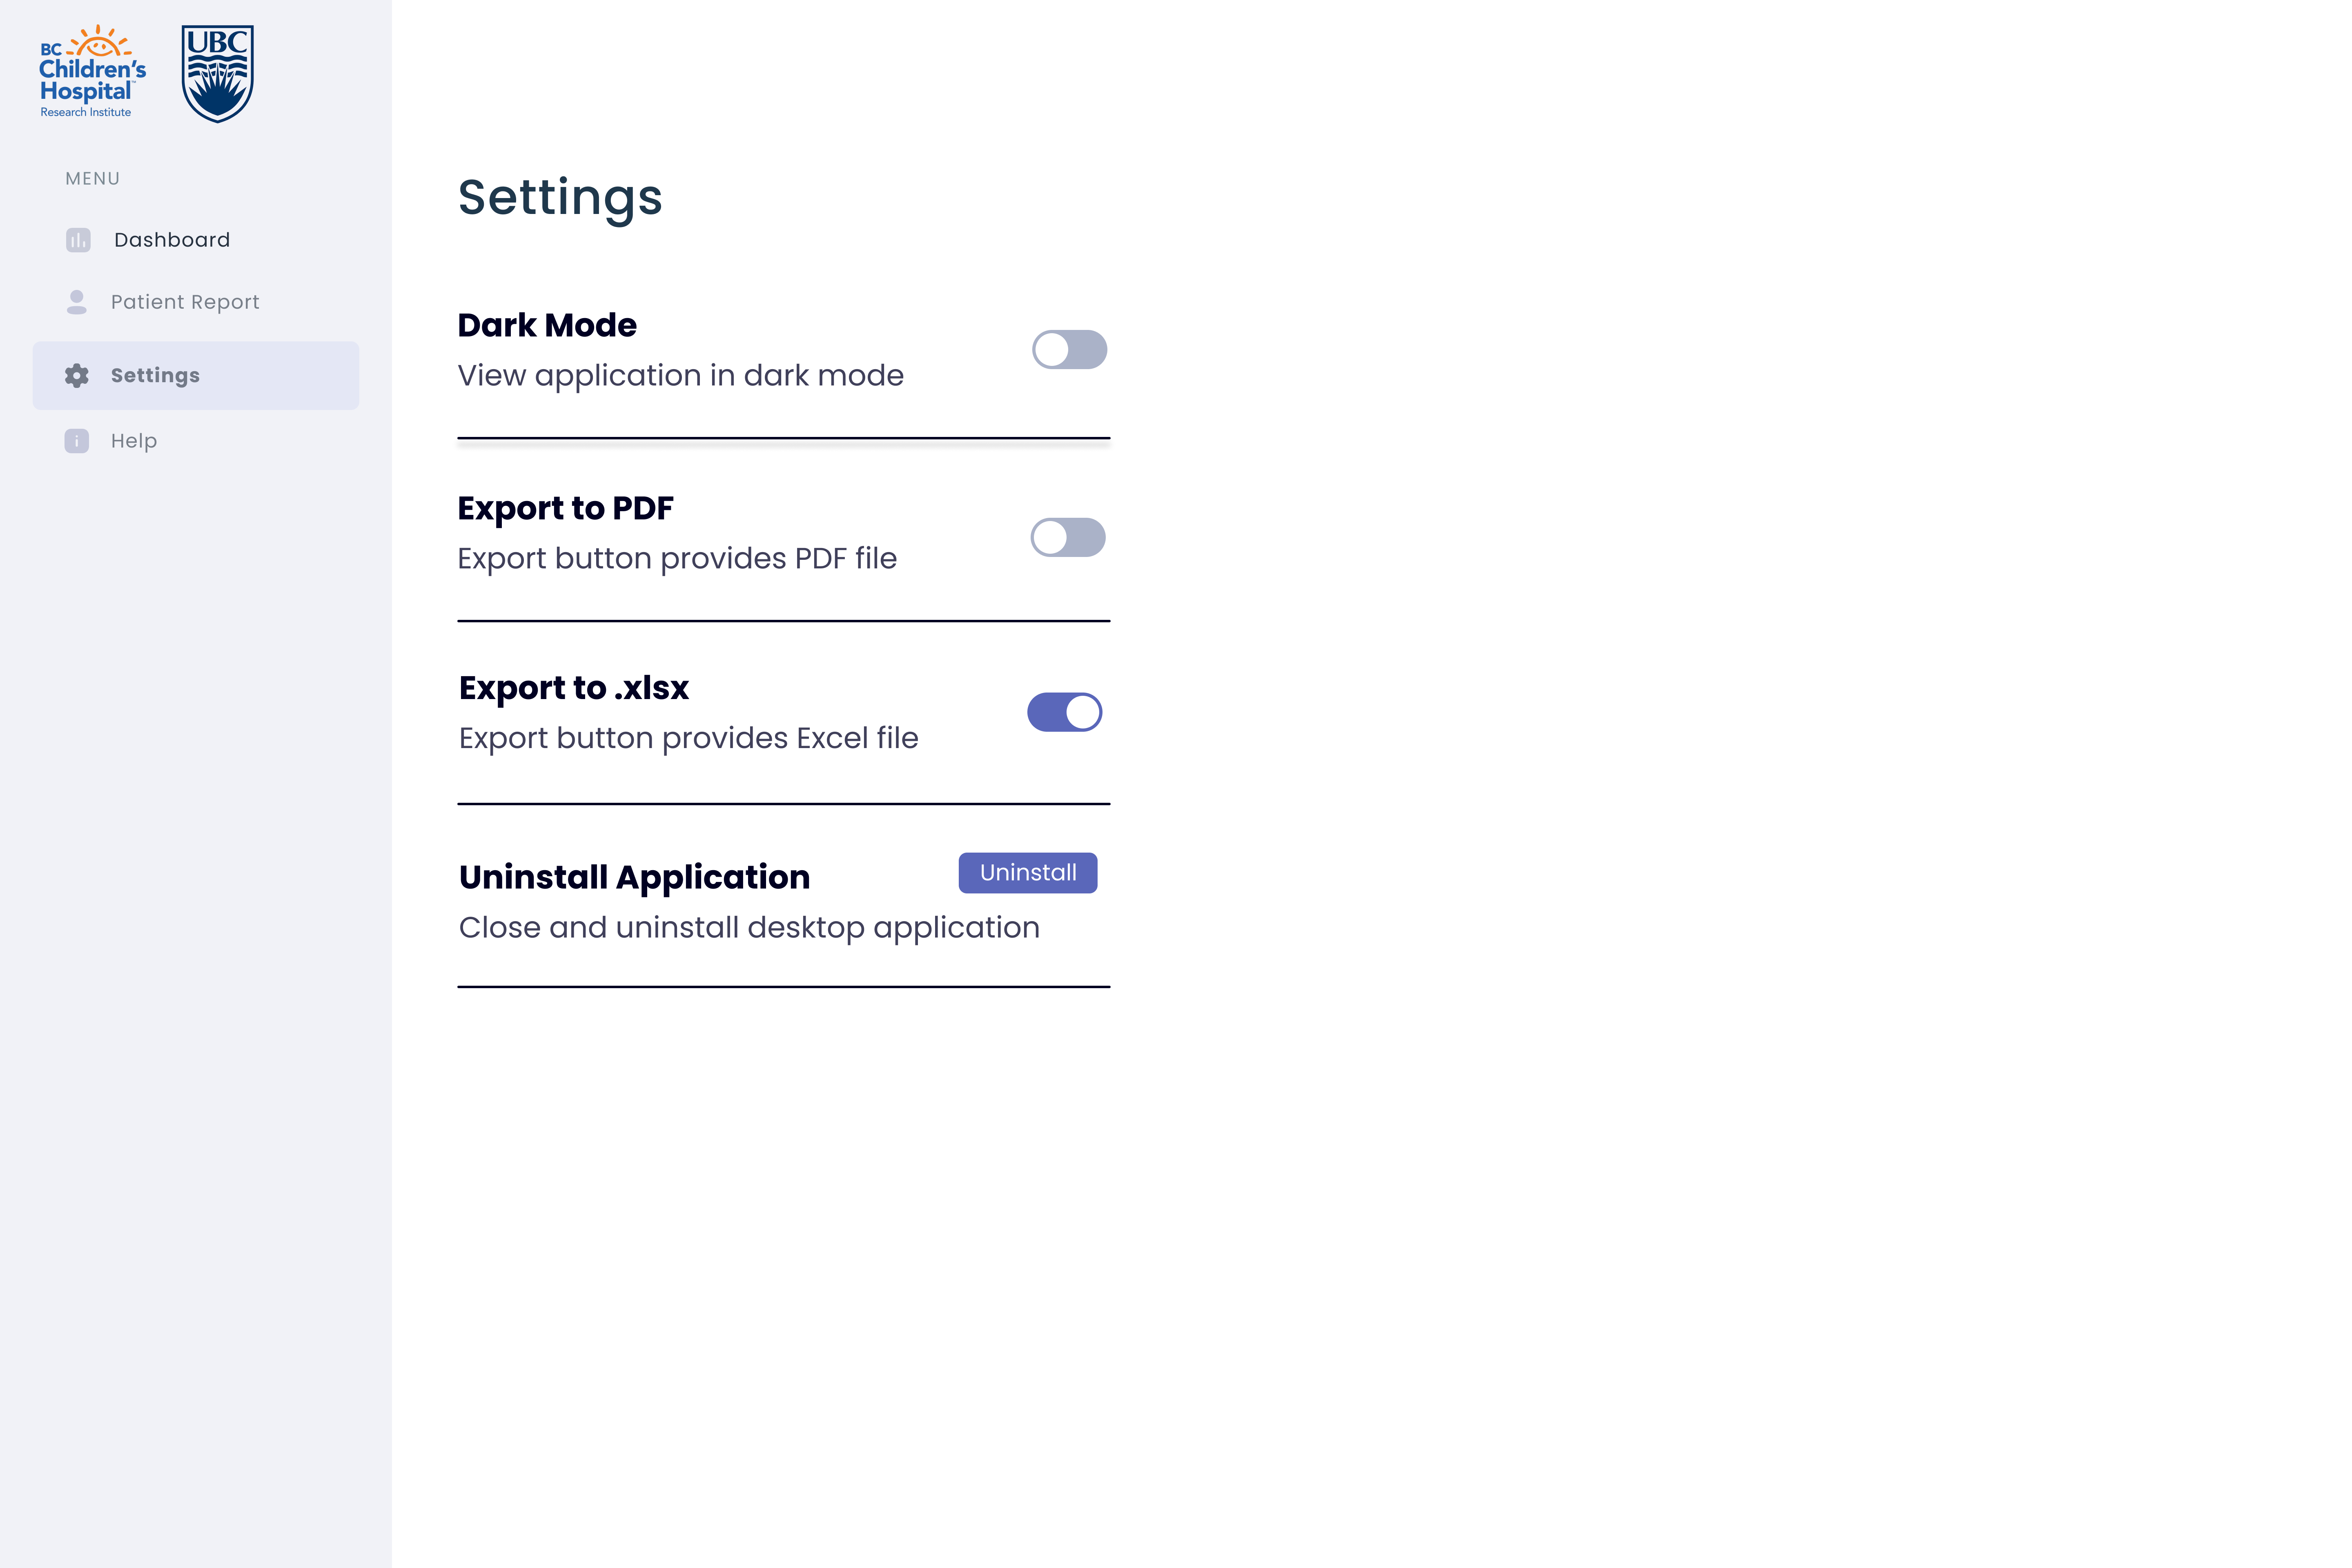 BC
Children's
Hospital™
Research Institute
UBC
MENU
Dashboard
Patient Report
Settings
Help
Settings
Dark Mode
View application in dark mode
Export to PDF
Export button provides PDF file
Export to .xlsx
Export button provides Excel file
Uninstall Application
Uninstall
Close and uninstall desktop application